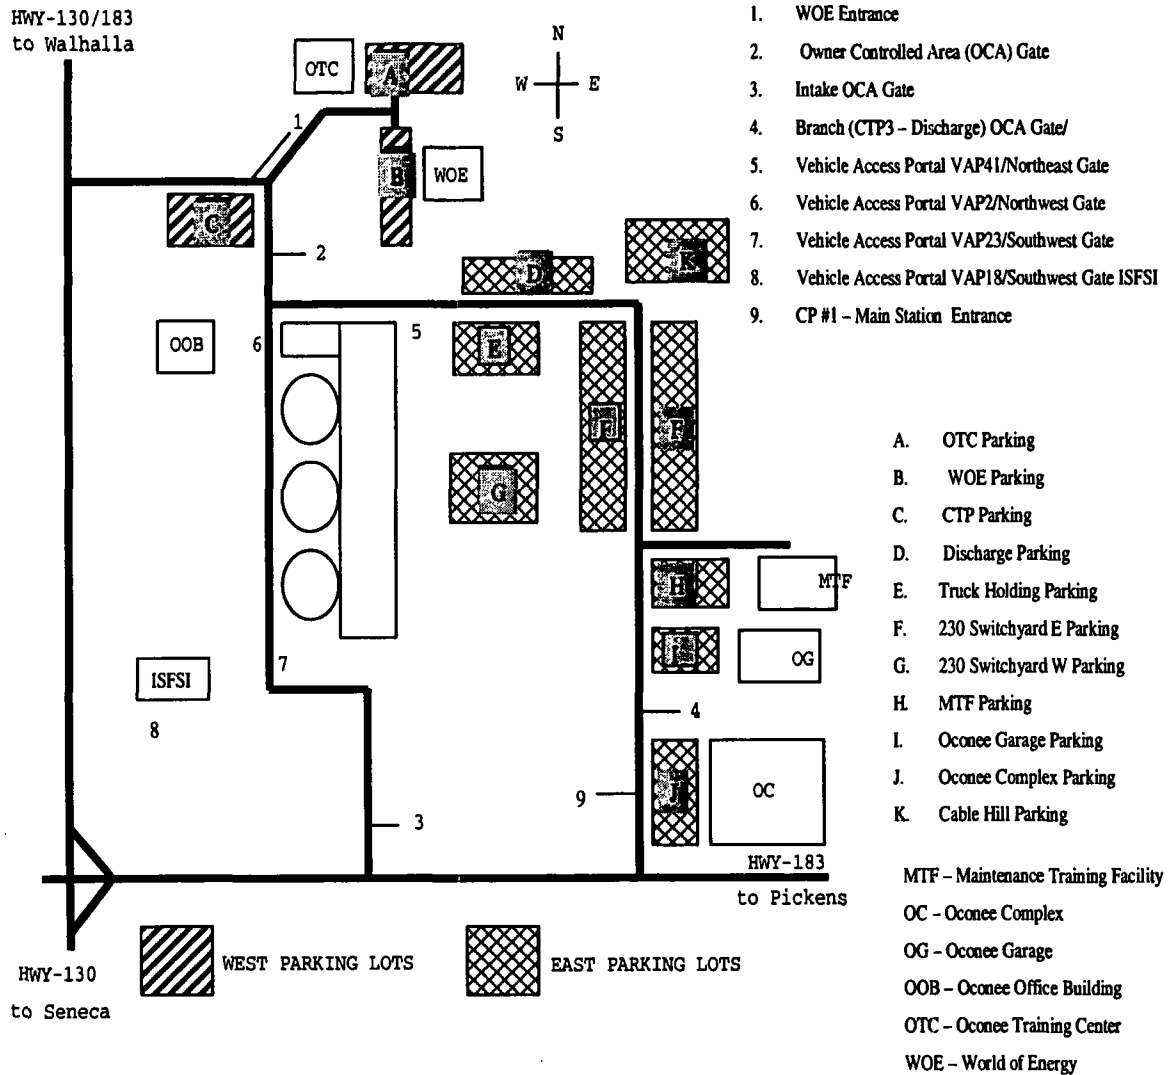 HWY-130/183
to Walhalla
OTC
A
N
W
E
S
1
B
WOE
C
2
D
K
OOB
6
5
E
F
F
G
H
MTF
I
OG
7
ISFSI
8
4
9
J
OC
3
HWY-183
to Pickens
WEST PARKING LOTS
EAST PARKING LOTS
HWY-130
to Seneca
1. WOE Entrance
2. Owner Controlled Area (OCA) Gate
3. Intake OCA Gate
4. Branch (CTP3 – Discharge) OCA Gate/
5. Vehicle Access Portal VAP41/Northeast Gate
6. Vehicle Access Portal VAP2/Northwest Gate
7. Vehicle Access Portal VAP23/Southwest Gate
8. Vehicle Access Portal VAP18/Southwest Gate ISFSI
9. CP #1 – Main Station Entrance
A. OTC Parking
B. WOE Parking
C. CTP Parking
D. Discharge Parking
E. Truck Holding Parking
F. 230 Switchyard E Parking
G. 230 Switchyard W Parking
H. MTF Parking
I. Oconee Garage Parking
J. Oconee Complex Parking
K. Cable Hill Parking
MTF – Maintenance Training Facility
OC – Oconee Complex
OG – Oconee Garage
OOB – Oconee Office Building
OTC – Oconee Training Center
WOE – World of Energy